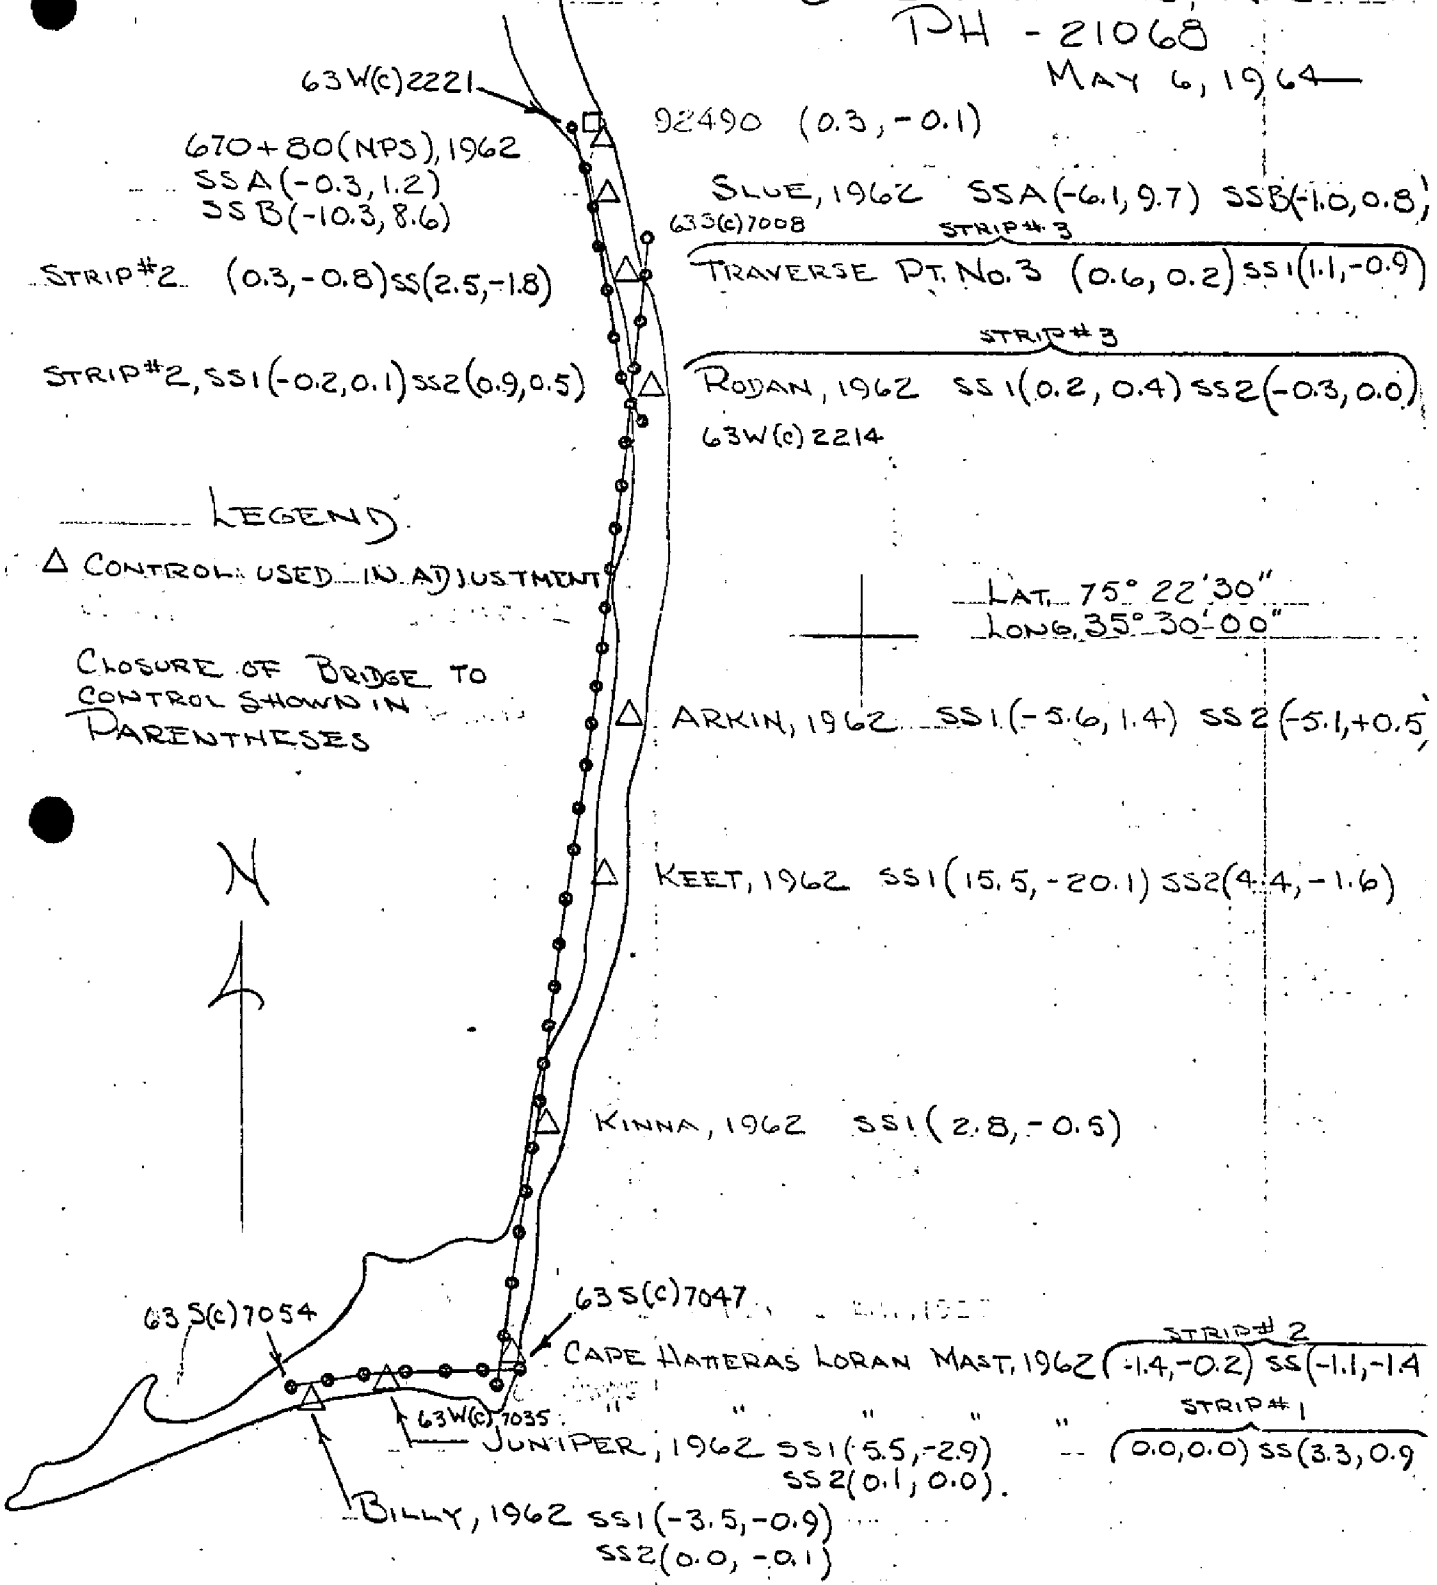 PH - 21068
MAY 6, 1964
63W(C)2221
92490 (0.3,-0.1)
670+80(NPS),1962
SSA(-0.3,1.2)
SSB(-10.3,8.6)
SLUE, 1962 SSA(-6.1,9.7) SSB(-1.0,0.8)
63S(C)7008
STRIP #3
STRIP #2 (0.3,-0.8)SS(2.5,-1.8)
TRAVERSE PT. NO. 3 (0.6, 0.2) SS1(1.1,-0.9)
STRIP #3
STRIP #2, SS1(-0.2,0.1) SS2(0.9,0.5)
RODAN, 1962 SS1(0.2, 0.4) SS2(-0.3, 0.0)
63W(C)2214
LEGEND
△ CONTROL USED IN ADJUSTMENT
LAT. 75° 22' 30"
LONG. 35° 30' 00"
CLOSURE OF BRIDGE TO
CONTROL SHOWN IN
PARENTHESES
ARKIN, 1962 SS1(-5.6, 1.4) SS2(-5.1,+0.5)
N
KEET, 1962 SS1(15.5,-20.1) SS2(4.4,-1.6)
KINNA, 1962 SS1(2.8,-0.5)
63S(C)7054
63S(C)7047
STRIP #2
CAPE HATTERAS LORAN MAST, 1962 (-1.4,-0.2) SS(-1.1,-1.4
STRIP #1
" " " " " (0.0,0.0) SS(3.3,0.9
63W(C)7035
JUNIPER, 1962 SS1(5.5,-2.9)
SS2(0.1, 0.0).
BILLY, 1962 SS1(-3.5,-0.9)
SS2(0.0, -0.1)